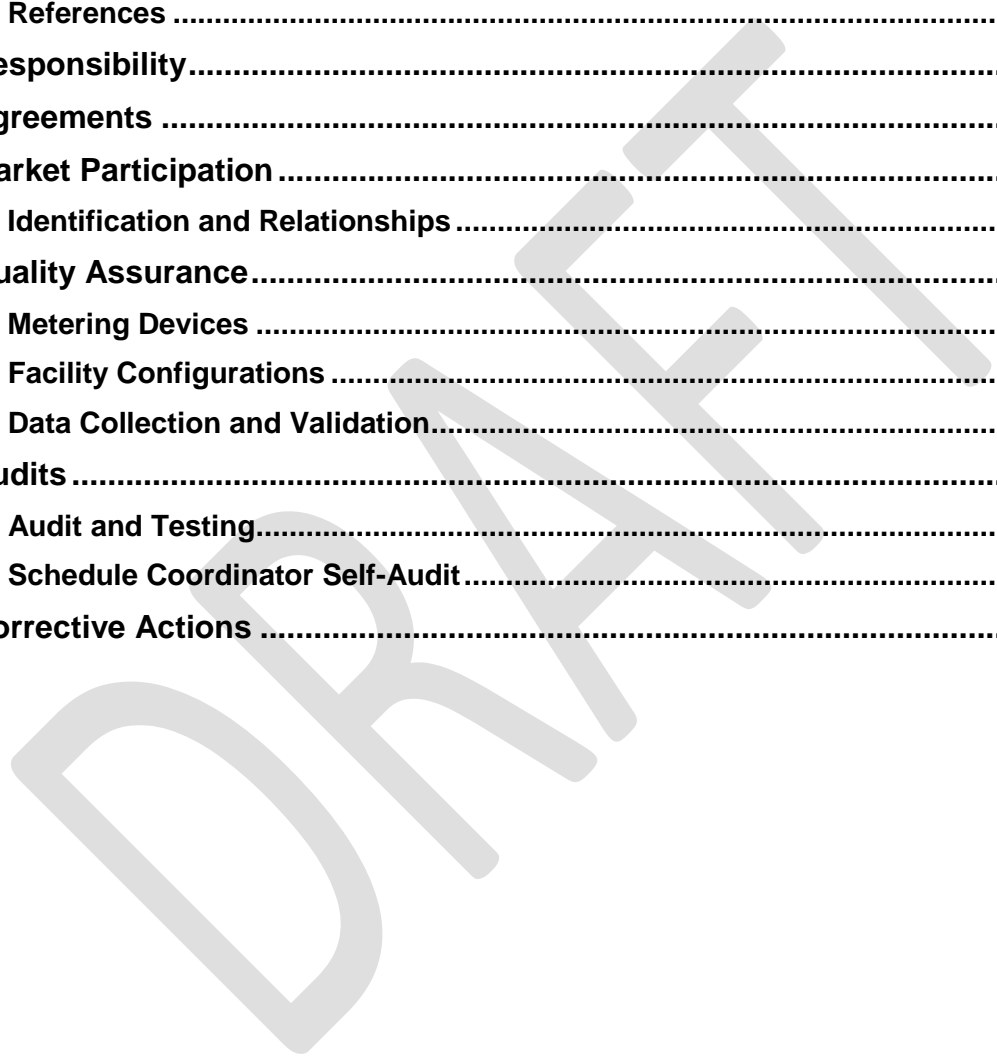 References ........................................................................................................
esponsibility........................................................................................................
greements ........................................................................................................
arket Participation ........................................................................................................
Identification and Relationships ........................................................................................
uality Assurance........................................................................................................
Metering Devices ........................................................................................................
Facility Configurations ........................................................................................................
Data Collection and Validation........................................................................................
udits ........................................................................................................
Audit and Testing........................................................................................................
Schedule Coordinator Self-Audit ........................................................................................
orrective Actions ........................................................................................................
DRAFT